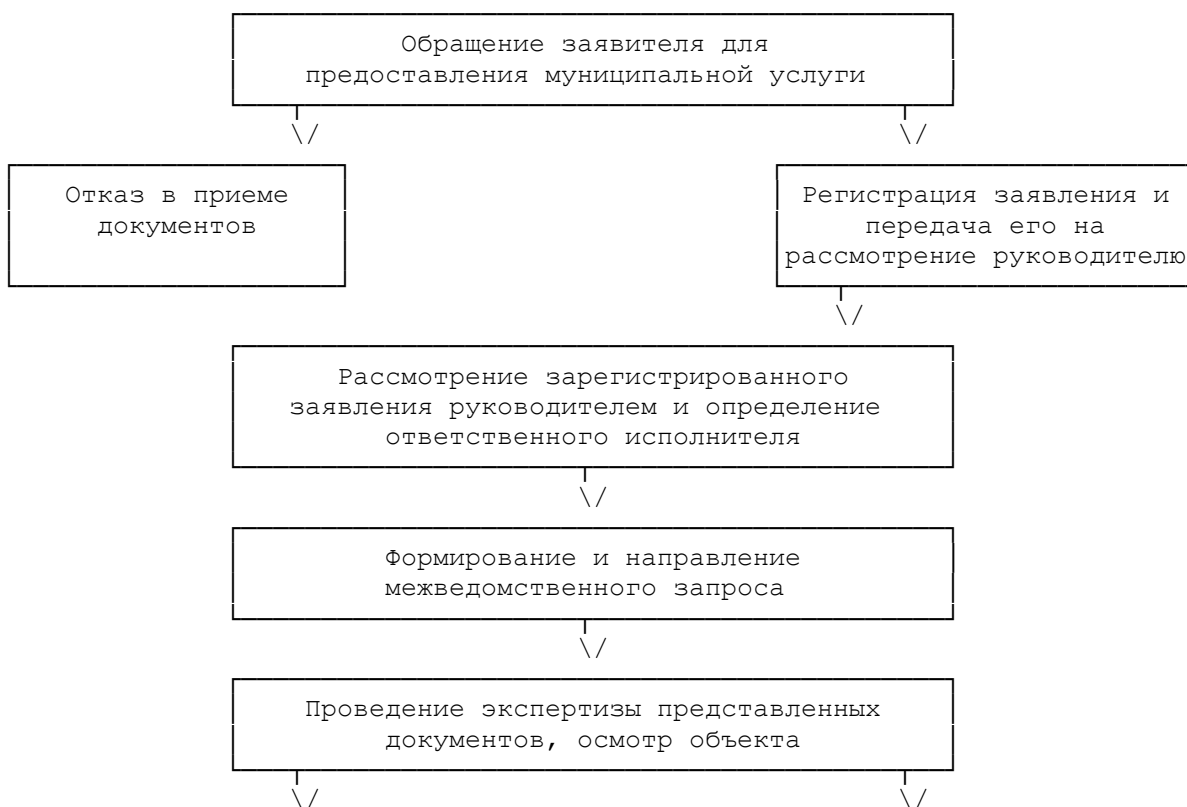 Обращение заявителя для
предоставления муниципальной услуги
Отказ в приеме
документов
Регистрация заявления и
передача его на
рассмотрение руководителю
Рассмотрение зарегистрированного
заявления руководителем и определение
ответственного исполнителя
Формирование и направление
межведомственного запроса
Проведение экспертизы представленных
документов, осмотр объекта